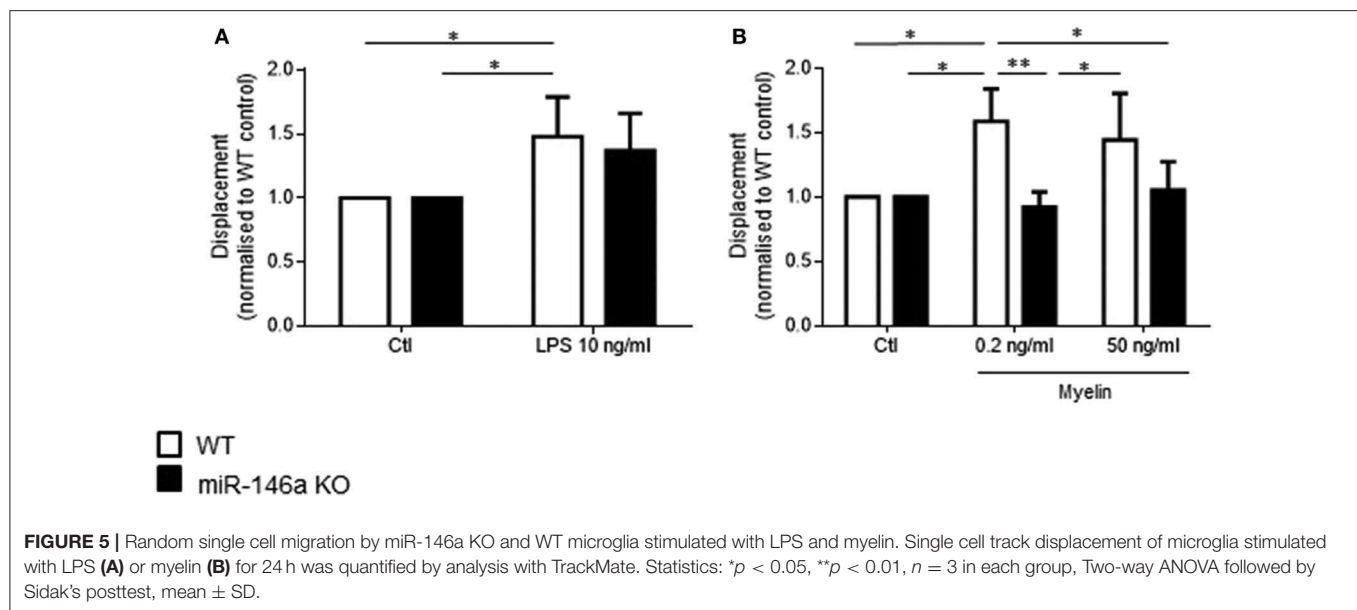 A
*
*
2.0
1.5
1.0
0.5
0.0
Displacement
(normalised to WT control)
Ctl
LPS 10 ng/ml
B
*
*
*
**
*
2.0
1.5
1.0
0.5
0.0
Displacement
(normalised to WT control)
Ctl
0.2 ng/ml
50 ng/ml
Myelin
WT
miR-146a KO
FIGURE 5 | Random single cell migration by miR-146a KO and WT microglia stimulated with LPS and myelin. Single cell track displacement of microglia stimulated
with LPS (A) or myelin (B) for 24 h was quantified by analysis with TrackMate. Statistics: *p < 0.05, **p < 0.01, n = 3 in each group, Two-way ANOVA followed by
Sidak's posttest, mean ± SD.